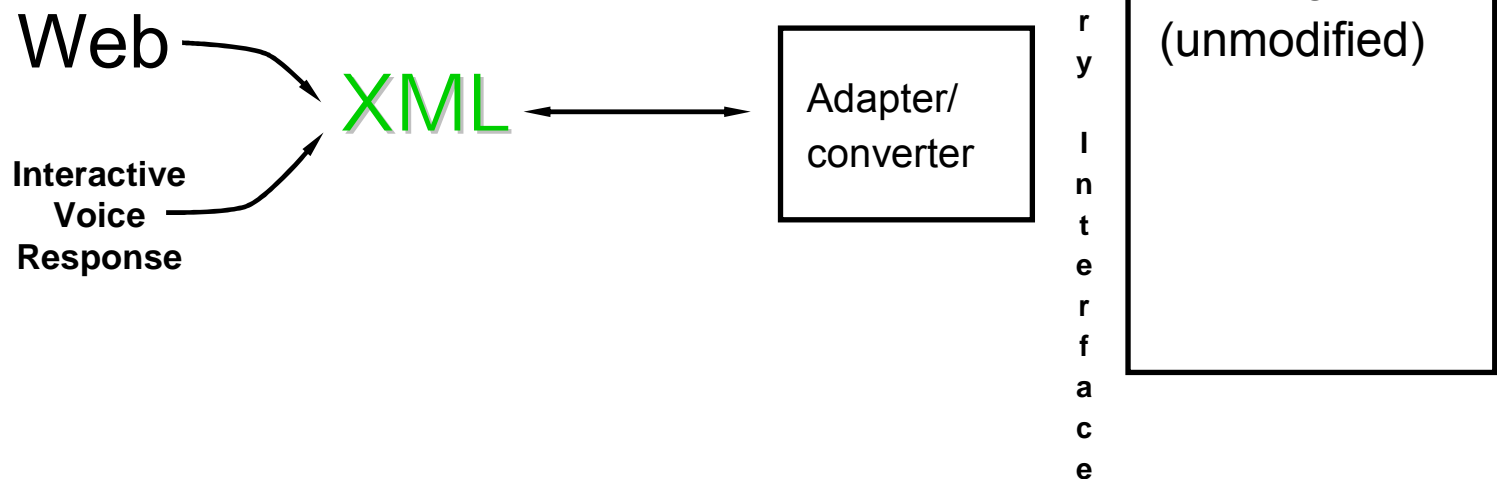 Web
XML
Interactive
Voice
Response
Adapter/
converter
r
y
I
n
t
e
r
f
a
c
e
(unmodified)